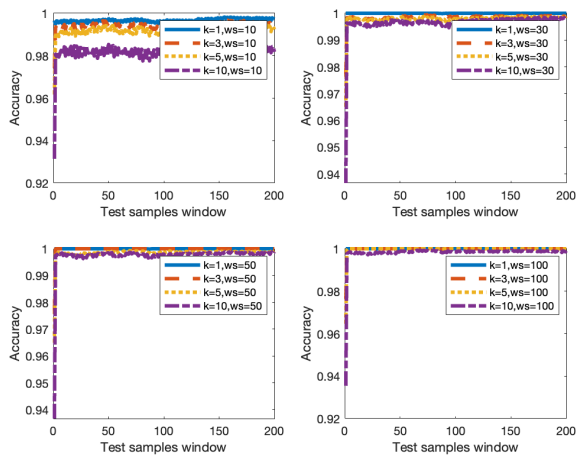 1
0.98
0.96
0.94
0.92
Accuracy
0 50 100 150 200
Test samples window
k=1,ws=10
k=3,ws=10
k=5,ws=10
k=10,ws=10
1
0.99
0.98
0.97
0.96
0.95
0.94
Accuracy
0 50 100 150 200
Test samples window
k=1,ws=30
k=3,ws=30
k=5,ws=30
k=10,ws=30
1
0.99
0.98
0.97
0.96
0.95
0.94
Accuracy
0 50 100 150 200
Test samples window
k=1,ws=50
k=3,ws=50
k=5,ws=50
k=10,ws=50
1
0.98
0.96
0.94
0.92
Accuracy
0 50 100 150 200
Test samples window
k=1,ws=100
k=3,ws=100
k=5,ws=100
k=10,ws=100